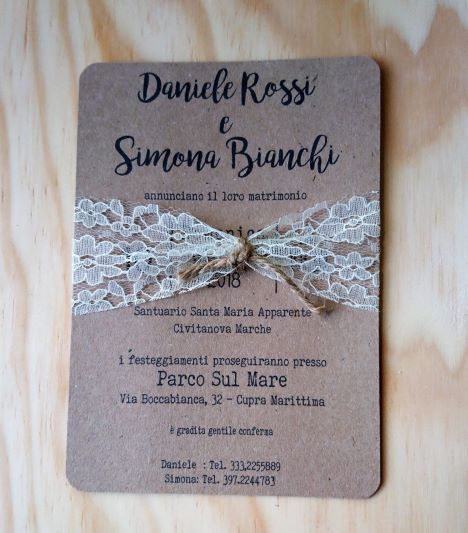 Daniele Rossi
e
Simona Bianchi
annunciano il loro matrimonio
2018
Santuario Santa Maria Apparente
Civitanova Marche
i festeggiamenti proseguiranno presso
Parco Sul Mare
Via Boccabianca, 32 - Cupra Marittima
è gradita gentile conferma
Daniele : Tel. 333.2255889
Simona: Tel. 397.2244783